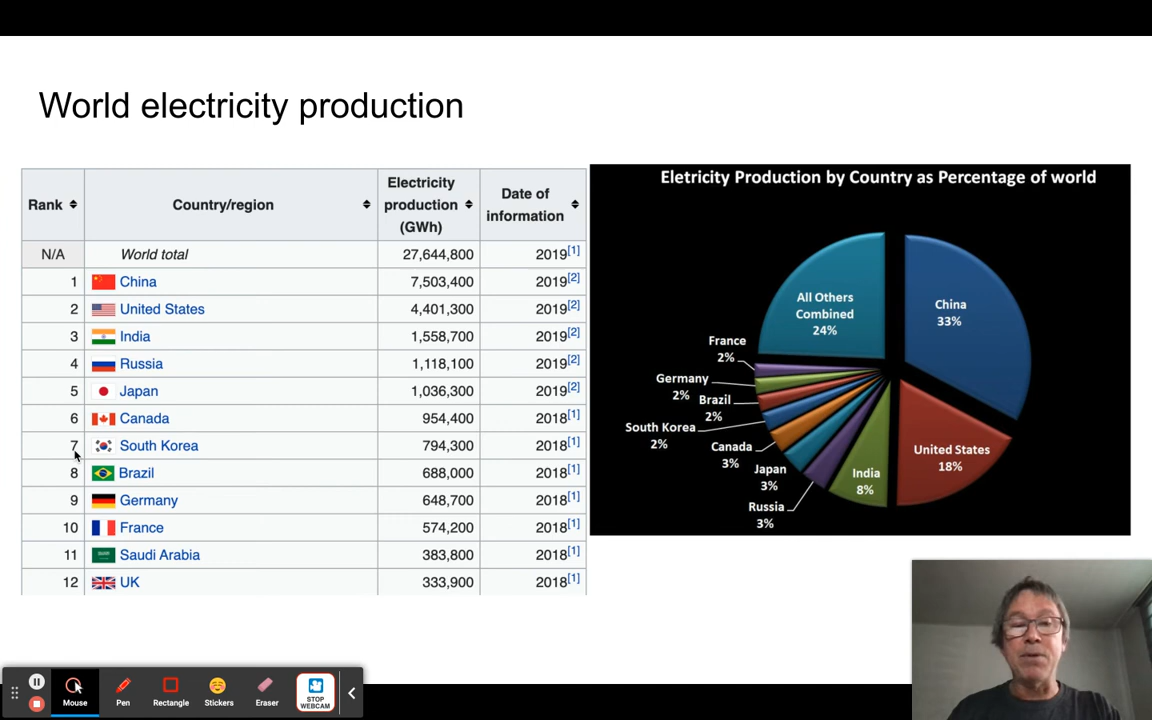 World electricity production
Rank Country/region Electricity production (GWh) Date of information
N/A World total 27,644,800 2019[1]
1 China 7,503,400 2019[2]
2 United States 4,401,300 2019[2]
3 India 1,558,700 2019[2]
4 Russia 1,118,100 2019[2]
5 Japan 1,036,300 2019[2]
6 Canada 954,400 2018[1]
7 South Korea 794,300 2018[1]
8 Brazil 688,000 2018[1]
9 Germany 648,700 2018[1]
10 France 574,200 2018[1]
11 Saudi Arabia 383,800 2018[1]
12 UK 333,900 2018[1]
Eletricity Production by Country as Percentage of world
All Others
Combined
24%
China
33%
France
2%
Germany
2%
Brazil
2%
South Korea
2%
Canada
3%
Japan
3%
Russia
3%
India
8%
United States
18%
Mouse
Pen
Rectangle
Stickers
Eraser
STOP
WEBCAM